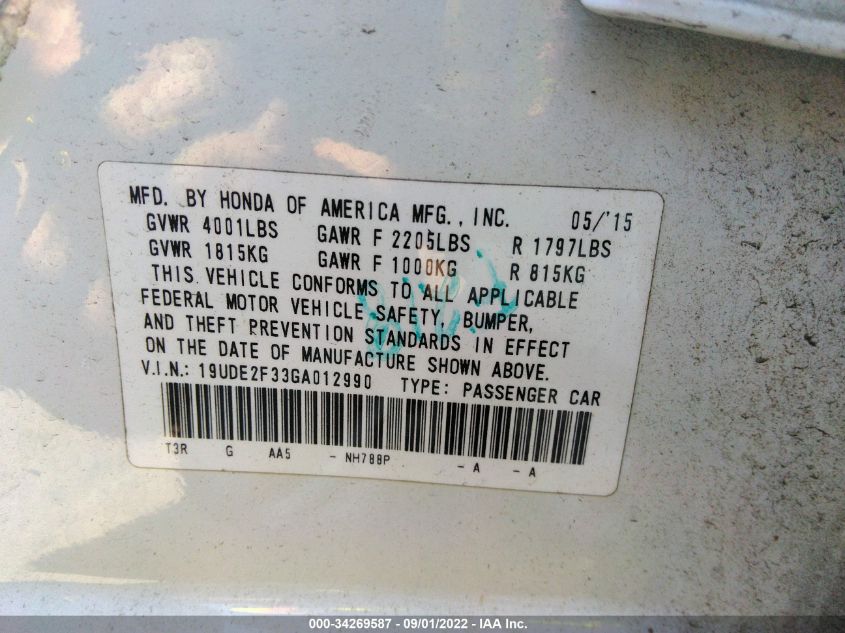 MFD. BY HONDA OF AMERICA MFG., INC. 05/'15
GVWR 4001LBS GAWR F 2205LBS R 1797LBS
GVWR 1815KG GAWR F 1000KG R 815KG
THIS VEHICLE CONFORMS TO ALL APPLICABLE
FEDERAL MOTOR VEHICLE SAFETY, BUMPER,
AND THEFT PREVENTION STANDARDS IN EFFECT
ON THE DATE OF MANUFACTURE SHOWN ABOVE.
V.I.N.: 19UDE2F33GA012990 TYPE: PASSENGER CAR
T3R G AA5 - NH788P - A - A
000-34269587 - 09/01/2022 - IAA Inc.